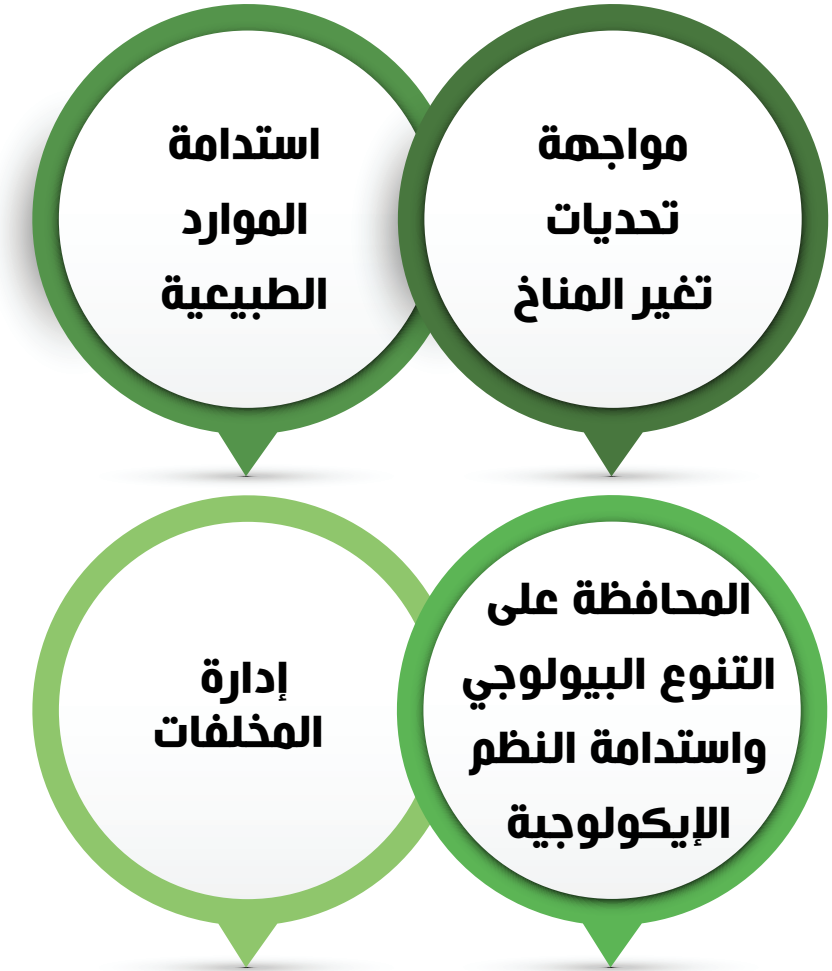 مواجهة
تحديات
تغير المناخ
استدامة
الموارد
الطبيعية
المحافظة على
التنوع البيولوجي
واستدامة النظم
الإيكولوجية
إدارة
المخلفات